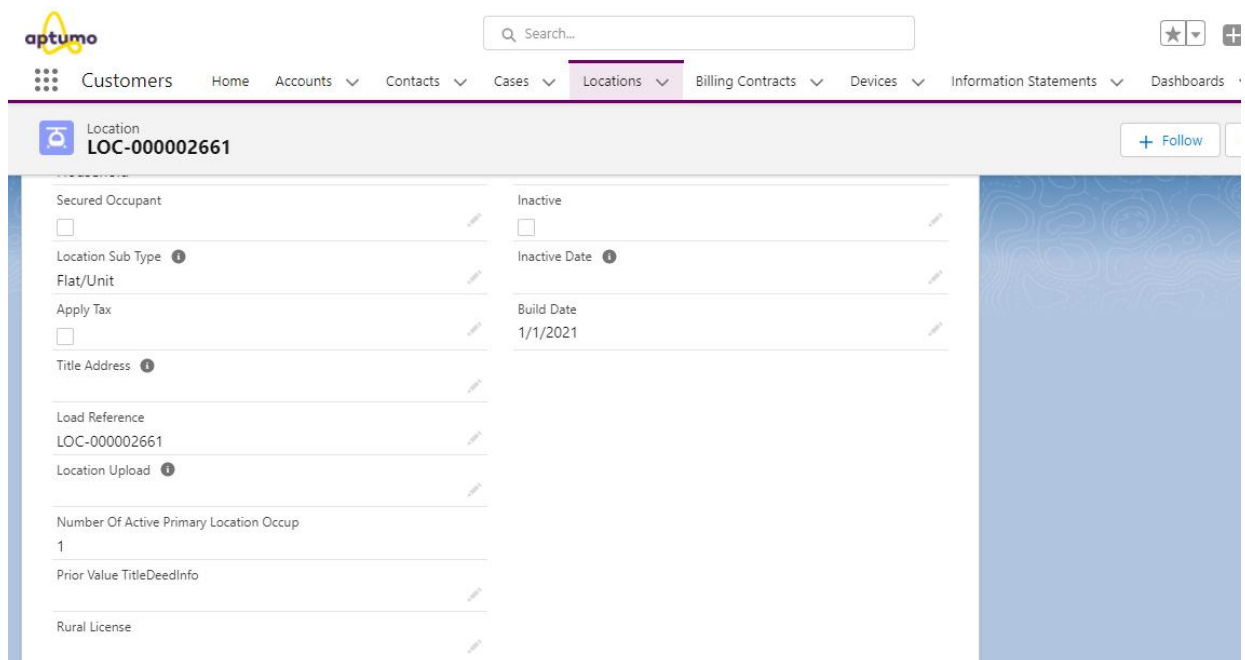 aptumo
Search...
Customers
Home
Accounts
Contacts
Cases
Locations
Billing Contracts
Devices
Information Statements
Dashboards
Location
LOC-000002661
Follow
Household
Secured Occupant
Inactive
Location Sub Type
Flat/Unit
Inactive Date
Apply Tax
Build Date
1/1/2021
Title Address
Load Reference
LOC-000002661
Location Upload
Number Of Active Primary Location Occup
1
Prior Value TitleDeedInfo
Rural License